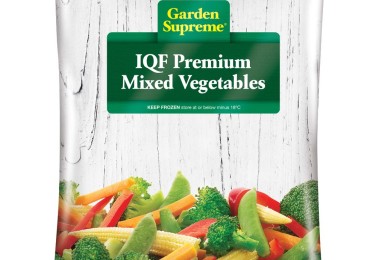 Garden
Supreme
IQF Premium
Mixed Vegetables
KEEP FROZEN store at or below minus 18°C